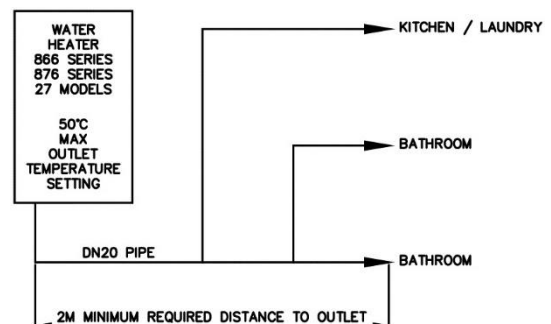 WATER
HEATER
866 SERIES
876 SERIES
27 MODELS
50°C
MAX
OUTLET
TEMPERATURE
SETTING
KITCHEN / LAUNDRY
BATHROOM
DN20 PIPE
BATHROOM
2M MINIMUM REQUIRED DISTANCE TO OUTLET